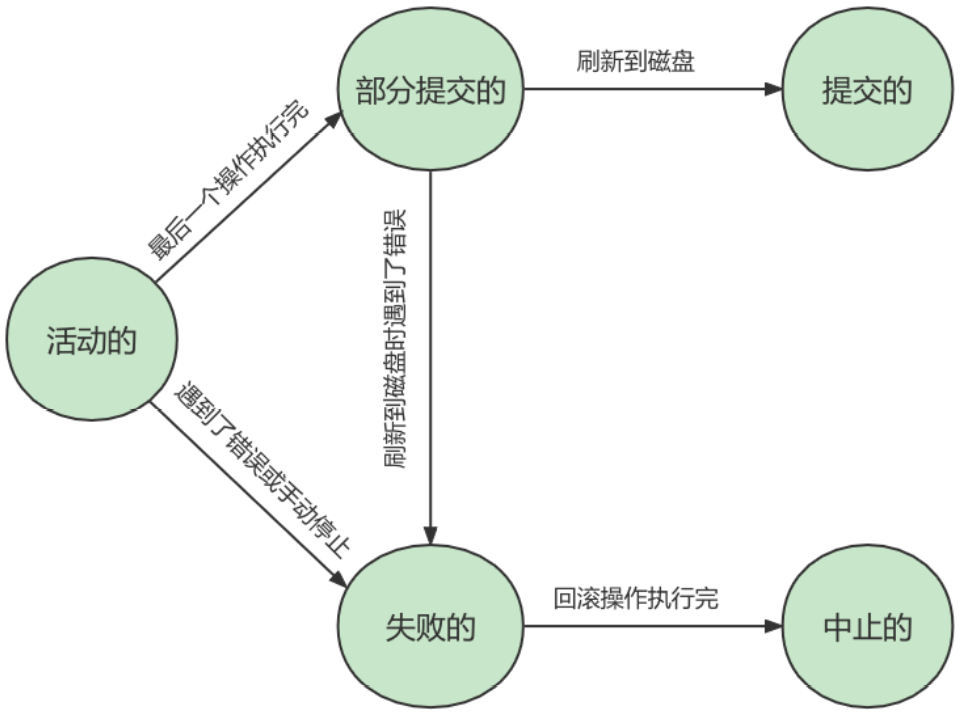 部分提交的
刷新到磁盘
提交的
最后一个操作执行完
刷新到磁盘时遇到了错误
活动的
遇到了错误或手动停止
失败的
回滚操作执行完
中止的